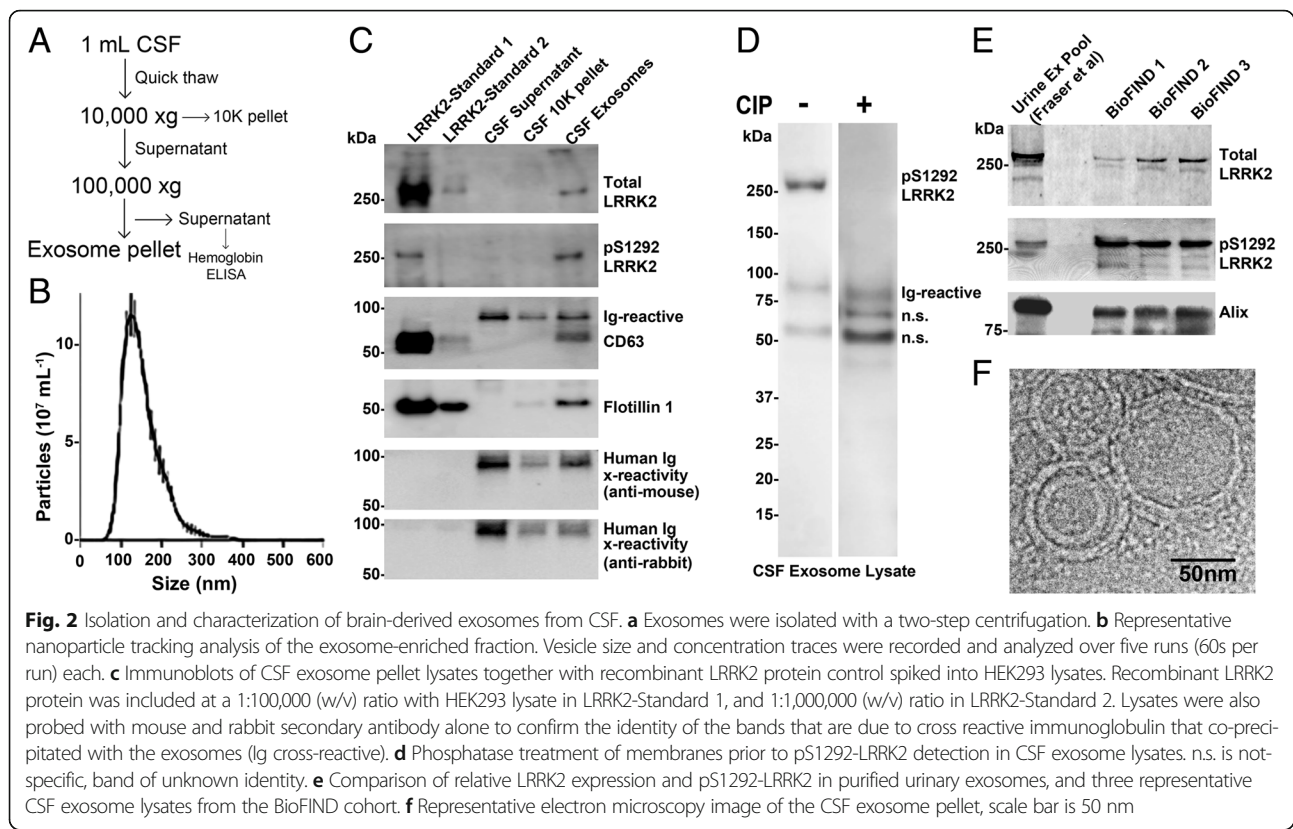 A
1 mL CSF
Quick thaw
10,000 xg
10K pellet
Supernatant
100,000 xg
Supernatant
Exosome pellet
Hemoglobin
ELISA
B
Particles (10⁷ mL⁻¹)
10
5
0
0 100 200 300 400 500 600
Size (nm)
C
LRRK2-Standard 1
LRRK2-Standard 2
CSF Supernatant
CSF 10K pellet
CSF Exosomes
kDa
250
Total
LRRK2
250
pS1292
LRRK2
100
Ig-reactive
50
CD63
50
Flotillin 1
100
50
Human Ig
x-reactivity
(anti-mouse)
100
50
Human Ig
x-reactivity
(anti-rabbit)
D
CIP - +
kDa
250
150
100
75
50
37
25
20
15
pS1292
LRRK2
Ig-reactive
n.s.
n.s.
CSF Exosome Lysate
E
Urine Ex Pool
(Fraser et al)
BioFIND 1
BioFIND 2
BioFIND 3
kDa
250
Total
LRRK2
250
pS1292
LRRK2
75
Alix
F
50nm
Fig. 2 Isolation and characterization of brain-derived exosomes from CSF. a Exosomes were isolated with a two-step centrifugation. b Representative
nanoparticle tracking analysis of the exosome-enriched fraction. Vesicle size and concentration traces were recorded and analyzed over five runs (60s per
run) each. c Immunoblots of CSF exosome pellet lysates together with recombinant LRRK2 protein control spiked into HEK293 lysates. Recombinant LRRK2
protein was included at a 1:100,000 (w/v) ratio with HEK293 lysate in LRRK2-Standard 1, and 1:1,000,000 (w/v) ratio in LRRK2-Standard 2. Lysates were also
probed with mouse and rabbit secondary antibody alone to confirm the identity of the bands that are due to cross reactive immunoglobulin that co-preci-
pitated with the exosomes (Ig cross-reactive). d Phosphatase treatment of membranes prior to pS1292-LRRK2 detection in CSF exosome lysates. n.s. is not-
specific, band of unknown identity. e Comparison of relative LRRK2 expression and pS1292-LRRK2 in purified urinary exosomes, and three representative
CSF exosome lysates from the BioFIND cohort. f Representative electron microscopy image of the CSF exosome pellet, scale bar is 50 nm